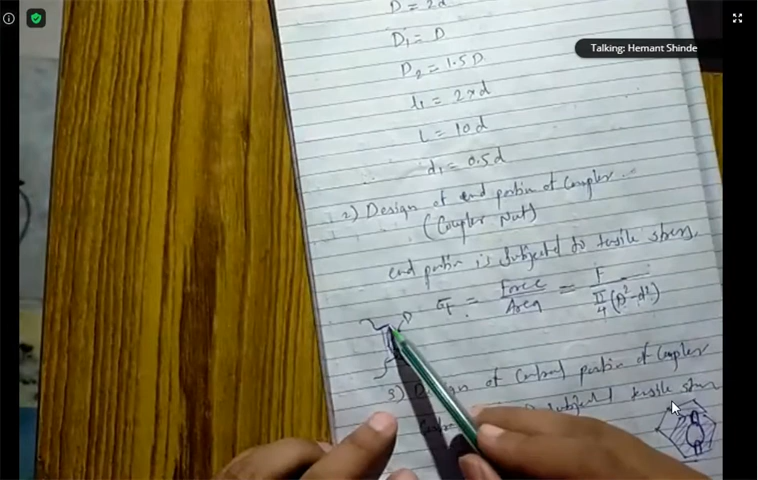 D = 2d
Talking: Hemant Shinde
D₁ = D
D₂ = 1.5 D
l₁ = 2×d
L = 10 d
d₁ = 0.5 d
2) Design of end portion of Coupler
(Coupler Nut)
end portion is subjected to tensile stress
σt = Force / Area = F / π/4 (D² - d²)
3) Design of Central portion of Coupler
subjected tensile stress